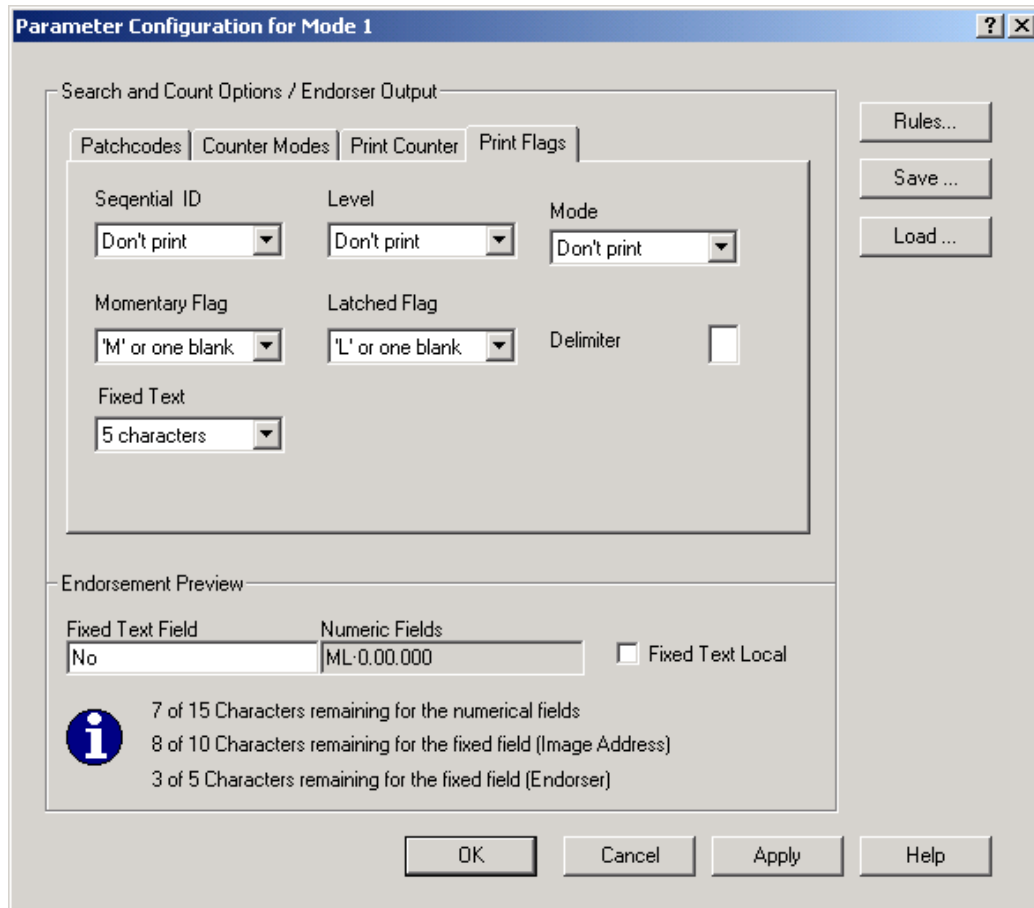 Parameter Configuration for Mode 1
Search and Count Options / Endorser Output
Rules...
Patchcodes Counter Modes Print Counter Print Flags
Save ...
Seqential ID Level Mode
Don't print Don't print Don't print
Load ...
Momentary Flag Latched Flag
'M' or one blank 'L' or one blank Delimiter
Fixed Text
5 characters
Endorsement Preview
Fixed Text Field Numeric Fields
No ML·0.00.000 Fixed Text Local
7 of 15 Characters remaining for the numerical fields
8 of 10 Characters remaining for the fixed field (Image Address)
3 of 5 Characters remaining for the fixed field (Endorser)
OK Cancel Apply Help